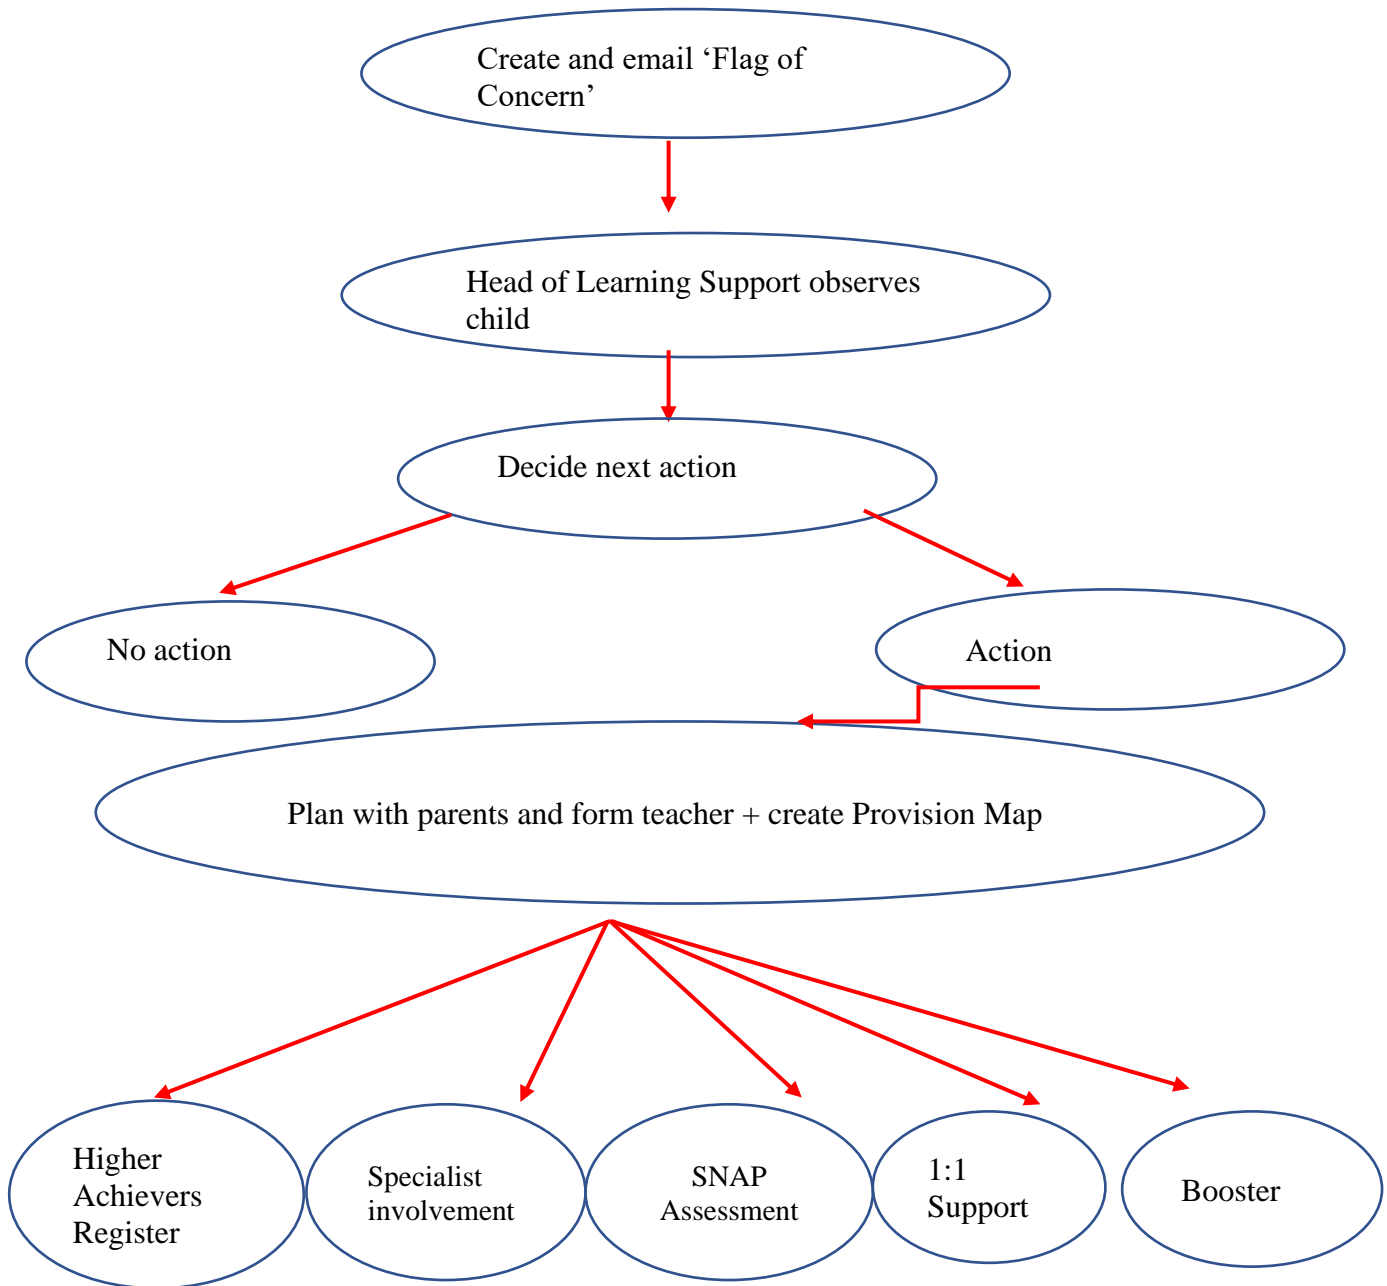 Create and email ‘Flag of
Concern’
Head of Learning Support observes
child
Decide next action
No action
Action
Plan with parents and form teacher + create Provision Map
Higher
Achievers
Register
Specialist
involvement
SNAP
Assessment
1:1
Support
Booster